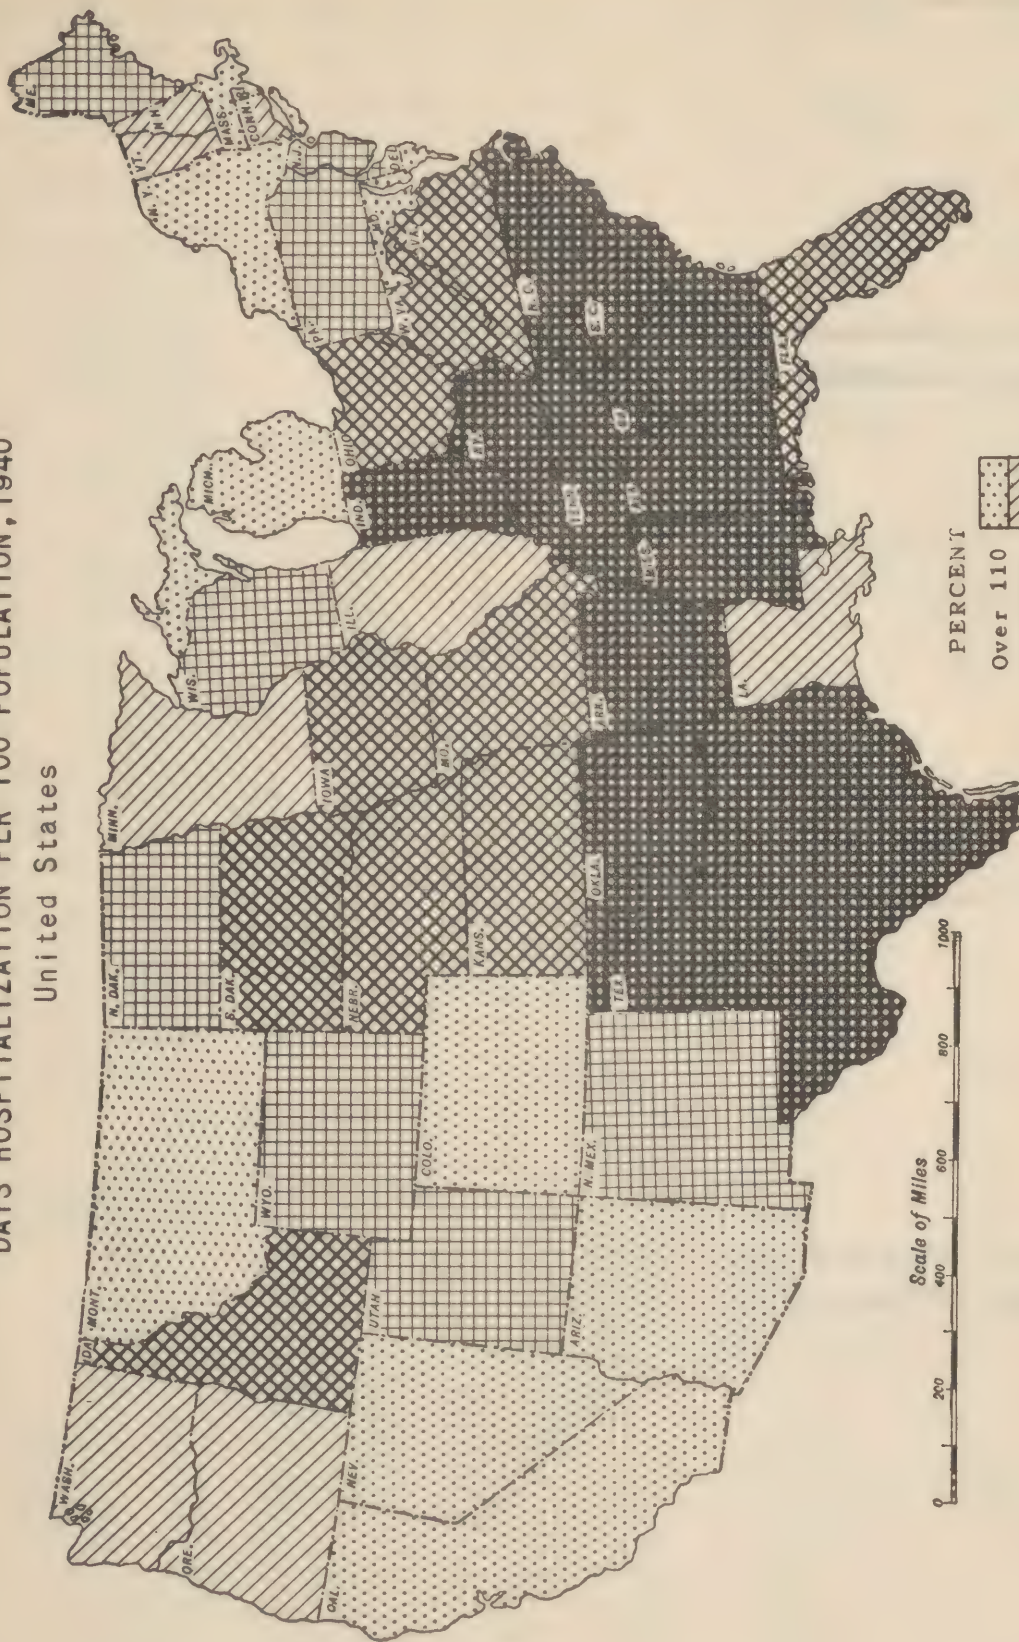 DAYS HOSPITALIZATION PER 100 POPULATION, 1940
United States
WASH.
ORE.
CAL.
NEV.
IDA.
MONT.
WYO.
UTAH
ARIZ.
COLO.
N. MEX.
N. DAK.
S. DAK.
NEBR.
KANS.
OKLA.
TEX.
MINN.
IOWA
MO.
ARK.
LA.
WIS.
ILL.
MICH.
IND.
OHIO
KY.
TENN.
MISS.
FLA.
S. C.
N. C.
VA.
W. VA.
MD.
DEL.
PA.
N. J.
N. Y.
VT.
N H
MASS.
CONN.
RI
ME.
Scale of Miles
0 200 400 600 800 1000
PERCENT
Over 110